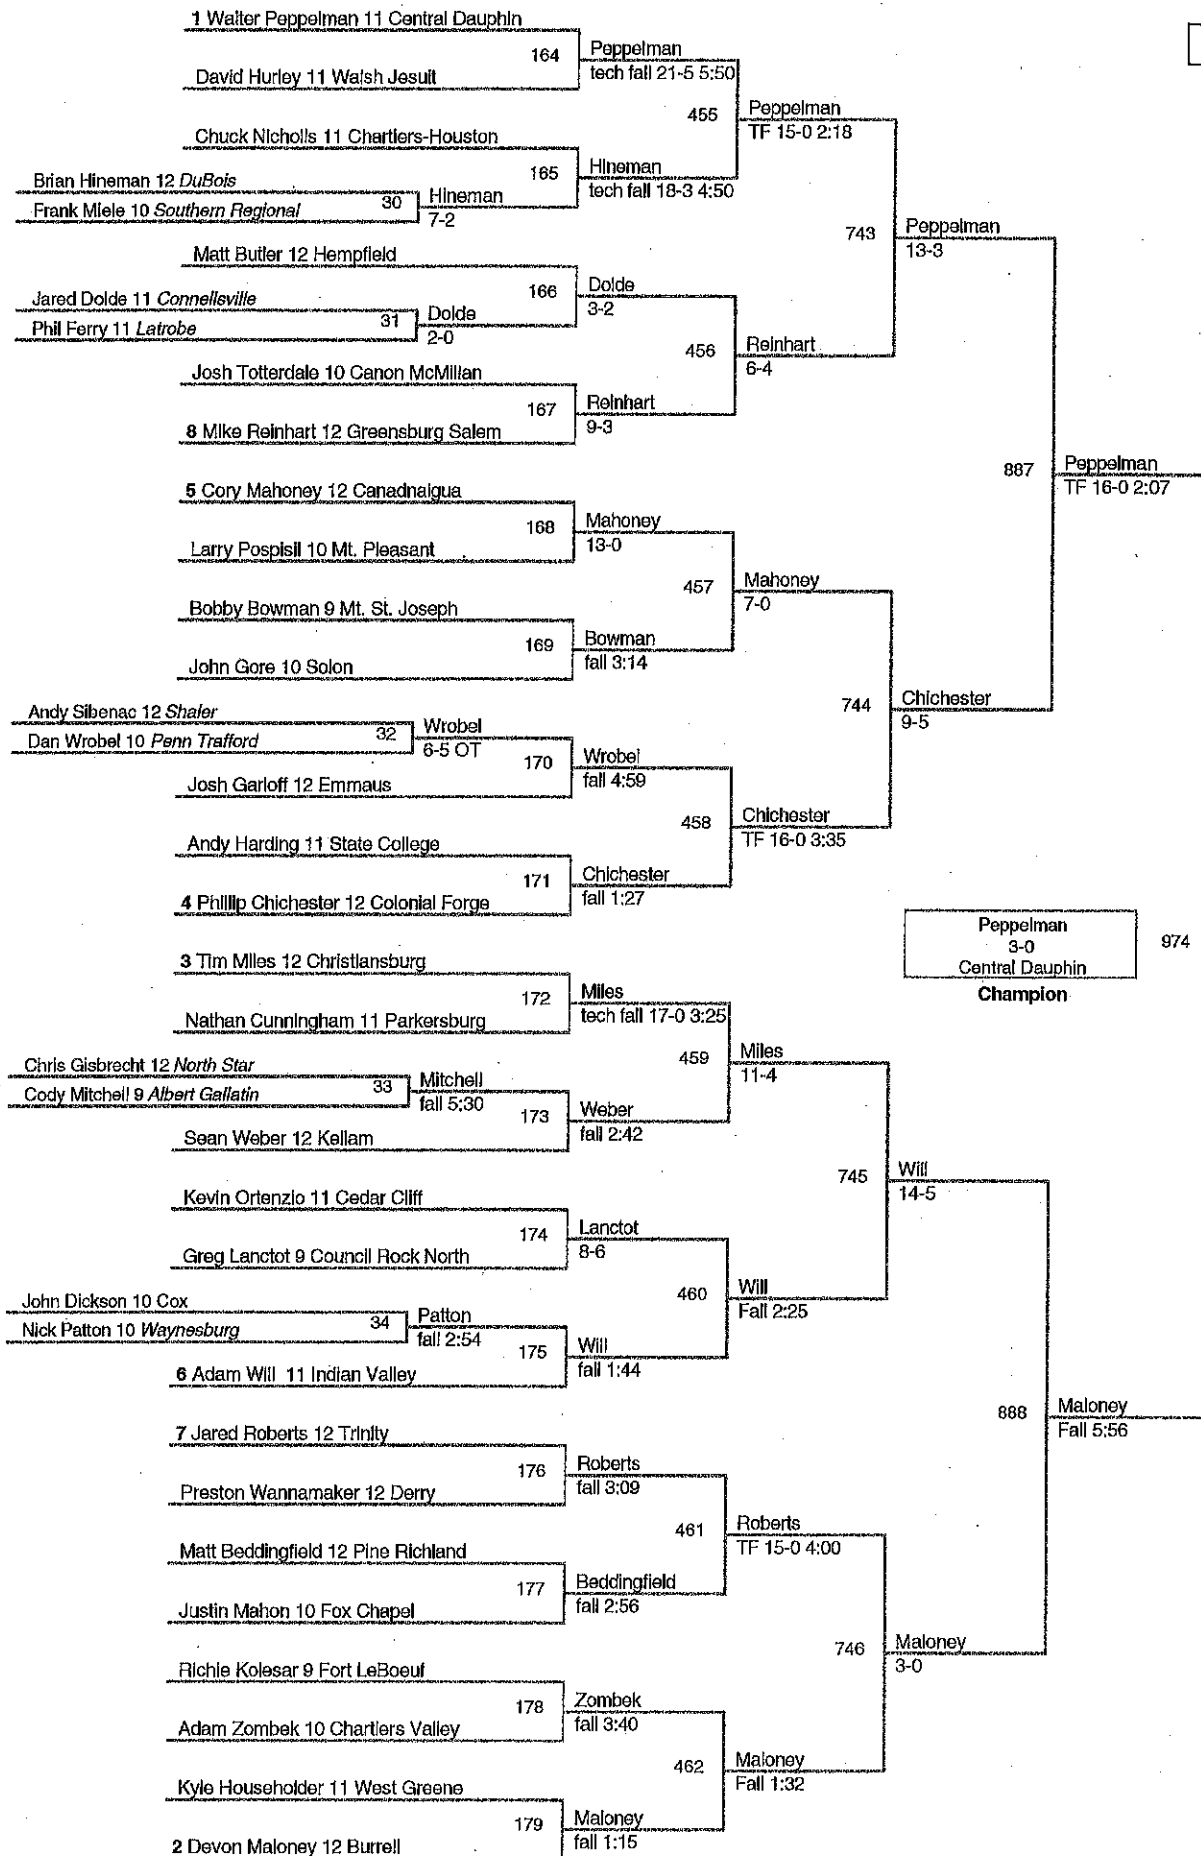 1 Walter Peppelman 11 Central Dauphin
164
Peppelman
tech fall 21-5 5:50
David Hurley 11 Walsh Jesuit
455
Peppelman
TF 15-0 2:18
Chuck Nicholls 11 Chartiers-Houston
165
Hineman
tech fall 18-3 4:50
Brian Hineman 12 DuBois
30
Hineman
7-2
Frank Miele 10 Southern Regional
743
Peppelman
13-3
Matt Butler 12 Hempfield
166
Dolde
3-2
Jared Dolde 11 Connellsville
31
Dolde
2-0
Phil Ferry 11 Latrobe
456
Reinhart
6-4
Josh Totterdale 10 Canon McMillan
167
Reinhart
9-3
8 Mike Reinhart 12 Greensburg Salem
887
Peppelman
TF 16-0 2:07
5 Cory Mahoney 12 Canadnaigua
168
Mahoney
13-0
Larry Pospisil 10 Mt. Pleasant
457
Mahoney
7-0
Bobby Bowman 9 Mt. St. Joseph
169
Bowman
fall 3:14
John Gore 10 Solon
744
Chichester
9-5
Andy Sibenac 12 Shaler
32
Wrobel
6-5 OT
Dan Wrobel 10 Penn Trafford
170
Wrobel
fall 4:59
Josh Garloff 12 Emmaus
458
Chichester
TF 16-0 3:35
Andy Harding 11 State College
171
Chichester
fall 1:27
4 Phillip Chichester 12 Colonial Forge
Peppelman
3-0
Central Dauphin
974
Champion
3 Tim Miles 12 Christiansburg
172
Miles
tech fall 17-0 3:25
Nathan Cunningham 11 Parkersburg
459
Miles
11-4
Chris Gisbrecht 12 North Star
33
Mitchell
fall 5:30
Cody Mitchell 9 Albert Gallatin
173
Weber
fall 2:42
Sean Weber 12 Kellam
745
Will
14-5
Kevin Ortenzio 11 Cedar Cliff
174
Lanctot
8-6
Greg Lanctot 9 Council Rock North
460
Will
Fall 2:25
John Dickson 10 Cox
34
Patton
fall 2:54
Nick Patton 10 Waynesburg
175
Will
fall 1:44
6 Adam Will 11 Indian Valley
888
Maloney
Fall 5:56
7 Jared Roberts 12 Trinity
176
Roberts
fall 3:09
Preston Wannamaker 12 Derry
461
Roberts
TF 15-0 4:00
Matt Beddingfield 12 Pine Richland
177
Beddingfield
fall 2:56
Justin Mahon 10 Fox Chapel
746
Maloney
3-0
Richie Kolesar 9 Fort LeBoeuf
178
Zombek
fall 3:40
Adam Zombek 10 Chartiers Valley
462
Maloney
Fall 1:32
Kyle Householder 11 West Greene
179
Maloney
fall 1:15
2 Devon Maloney 12 Burrell